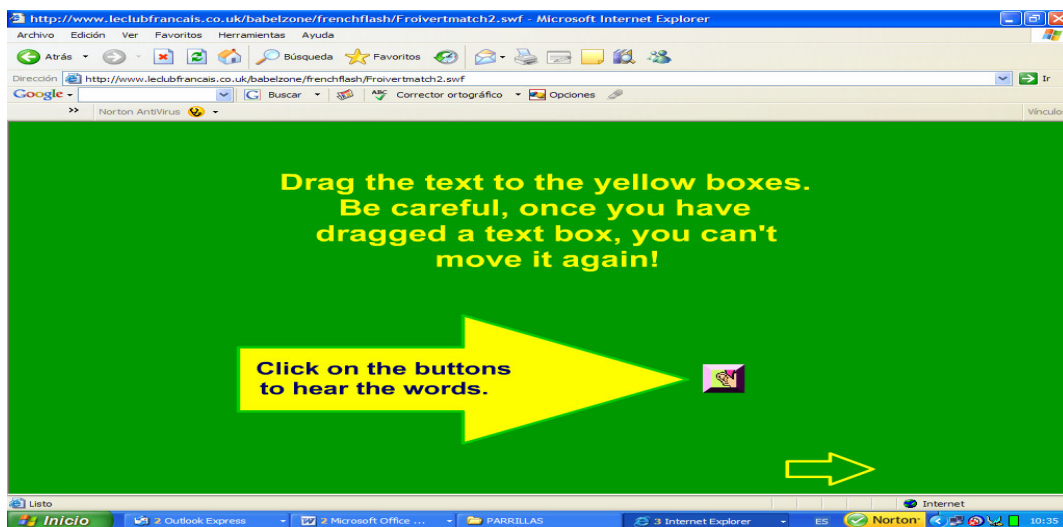 http://www.leclubfrancais.co.uk/babelzone/frenchflash/Froivertmatch2.swf - Microsoft Internet Explorer
Archivo Edición Ver Favoritos Herramientas Ayuda
Atrás Búsqueda Favoritos
Dirección http://www.leclubfrancais.co.uk/babelzone/frenchflash/Froivertmatch2.swf Ir
Google Buscar ABC Corrector ortográfico Opciones
>> Norton AntiVirus Vínculo
Drag the text to the yellow boxes.
Be careful, once you have
dragged a text box, you can't
move it again!
Click on the buttons
to hear the words.
Listo Internet
Inicio 2 Outlook Express 2 Microsoft Office ... PARRILLAS 3 Internet Explorer ES Norton 10:35